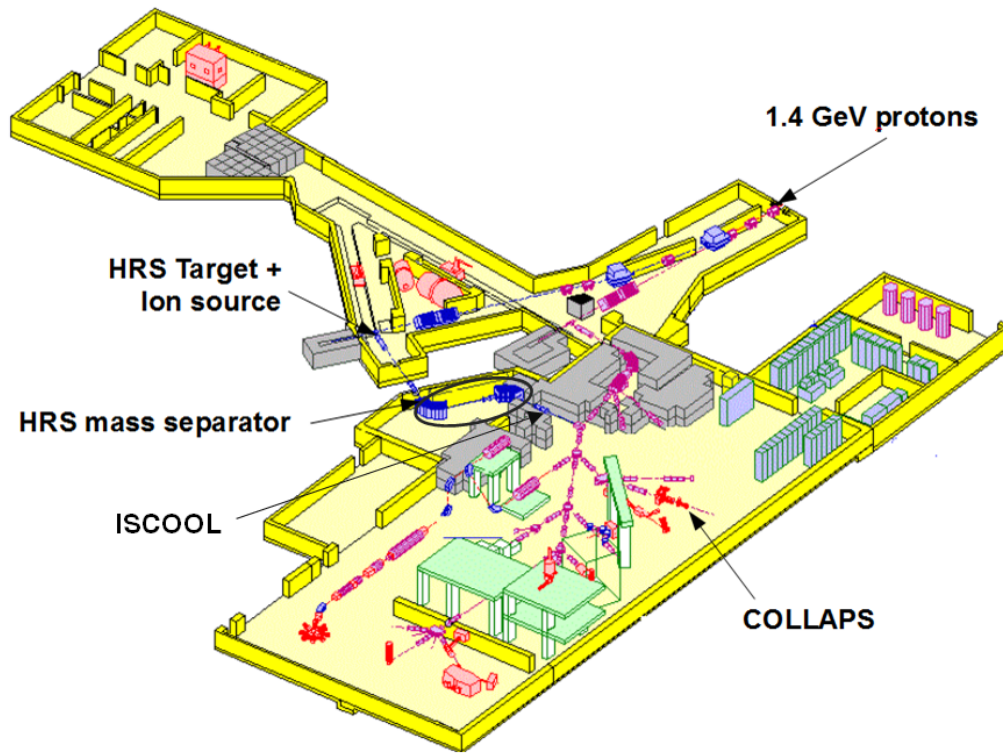 1.4 GeV protons
HRS Target +
Ion source
HRS mass separator
ISCOOL
COLLAPS